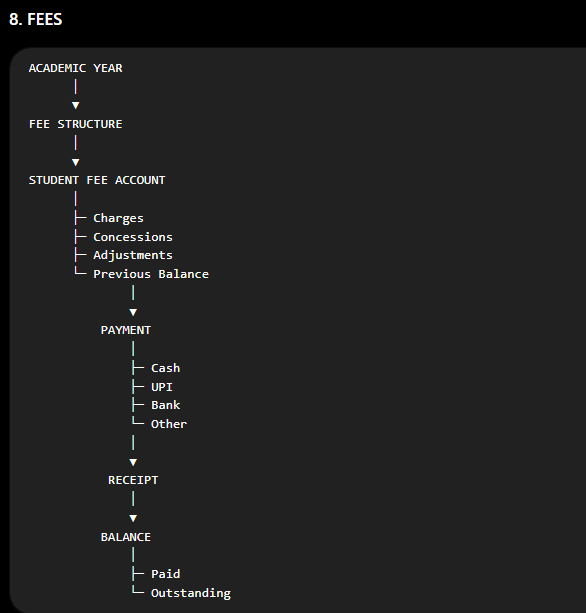 8. FEES
ACADEMIC YEAR
│
▼
FEE STRUCTURE
│
▼
STUDENT FEE ACCOUNT
│
├─ Charges
├─ Concessions
├─ Adjustments
└─ Previous Balance
│
▼
PAYMENT
│
├─ Cash
├─ UPI
├─ Bank
└─ Other
│
▼
RECEIPT
│
▼
BALANCE
│
├─ Paid
└─ Outstanding